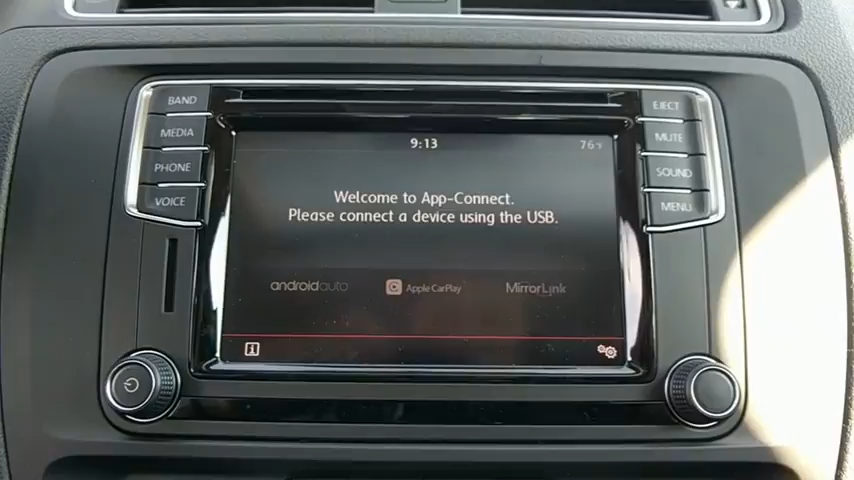 BAND
MEDIA
PHONE
VOICE
EJECT
MUTE
SOUND
MENU
9:13
76°F
Welcome to App-Connect.
Please connect a device using the USB.
androidauto
Apple CarPlay
MirrorLink
i